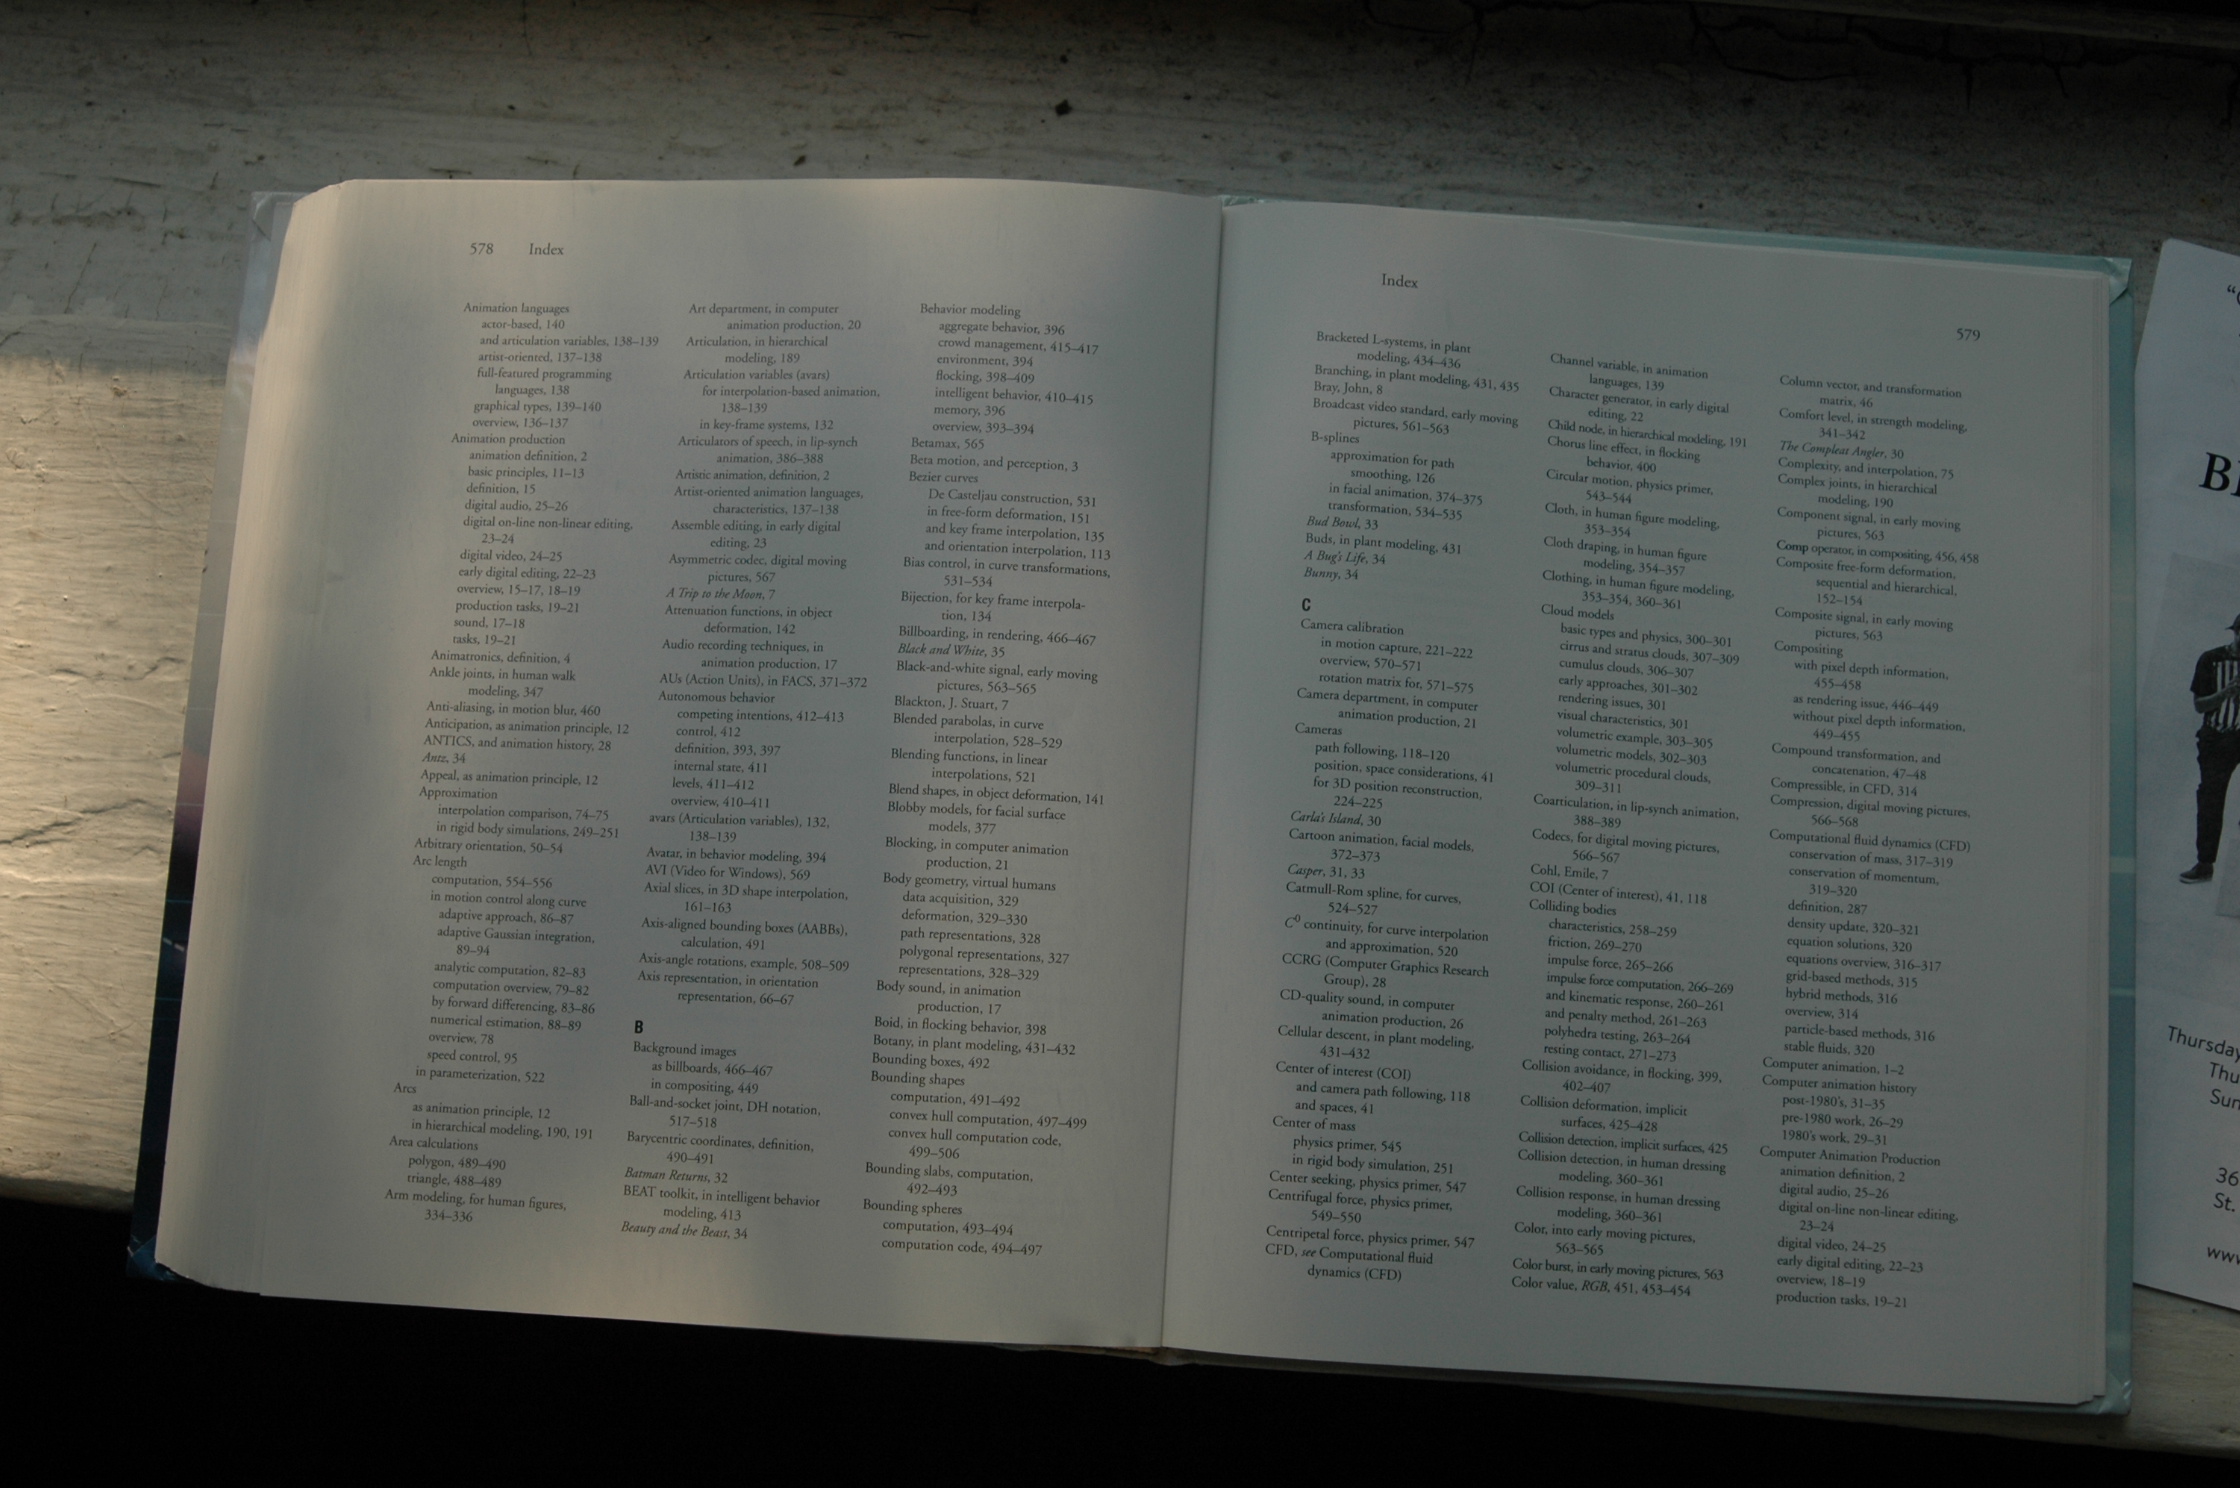 578 Index
Animation languages
actor-based, 140
and articulation variables, 138–139
artist-oriented, 137–138
full-featured programming
languages, 138
graphical types, 139–140
overview, 136–137
Animation production
animation definition, 2
basic principles, 11–13
definition, 15
digital audio, 25–26
digital on-line non-linear editing,
23–24
digital video, 24–25
early digital editing, 22–23
overview, 15–17, 18–19
production tasks, 19–21
sound, 17–18
tasks, 19–21
Animatronics, definition, 4
Ankle joints, in human walk
modeling, 347
Anti-aliasing, in motion blur, 460
Anticipation, as animation principle, 12
ANTICS, and animation history, 28
Antz, 34
Appeal, as animation principle, 12
Approximation
interpolation comparison, 74–75
in rigid body simulations, 249–251
Arbitrary orientation, 50–54
Arc length
computation, 554–556
in motion control along curve
adaptive approach, 86–87
adaptive Gaussian integration,
89–94
analytic computation, 82–83
computation overview, 79–82
by forward differencing, 83–86
numerical estimation, 88–89
overview, 78
speed control, 95
in parameterization, 522
Arcs
as animation principle, 12
in hierarchical modeling, 190, 191
Area calculations
polygon, 489–490
triangle, 488–489
Arm modeling, for human figures,
334–336
Art department, in computer
animation production, 20
Articulation, in hierarchical
modeling, 189
Articulation variables (avars)
for interpolation-based animation,
138–139
in key-frame systems, 132
Articulators of speech, in lip-synch
animation, 386–388
Artistic animation, definition, 2
Artist-oriented animation languages,
characteristics, 137–138
Assemble editing, in early digital
editing, 23
Asymmetric codec, digital moving
pictures, 567
A Trip to the Moon, 7
Attenuation functions, in object
deformation, 142
Audio recording techniques, in
animation production, 17
AUs (Action Units), in FACS, 371–372
Autonomous behavior
competing intentions, 412–413
control, 412
definition, 393, 397
internal state, 411
levels, 411–412
overview, 410–411
avars (Articulation variables), 132,
138–139
Avatar, in behavior modeling, 394
AVI (Video for Windows), 569
Axial slices, in 3D shape interpolation,
161–163
Axis-aligned bounding boxes (AABBs),
calculation, 491
Axis-angle rotations, example, 508–509
Axis representation, in orientation
representation, 66–67
B
Background images
as billboards, 466–467
in compositing, 449
Ball-and-socket joint, DH notation,
517–518
Barycentric coordinates, definition,
490–491
Batman Returns, 32
BEAT toolkit, in intelligent behavior
modeling, 413
Beauty and the Beast, 34
Behavior modeling
aggregate behavior, 396
crowd management, 415–417
environment, 394
flocking, 398–409
intelligent behavior, 410–415
memory, 396
overview, 393–394
Betamax, 565
Beta motion, and perception, 3
Bezier curves
De Casteljau construction, 531
in free-form deformation, 151
and key frame interpolation, 135
and orientation interpolation, 113
Bias control, in curve transformations,
531–534
Bijection, for key frame interpola-
tion, 134
Billboarding, in rendering, 466–467
Black and White, 35
Black-and-white signal, early moving
pictures, 563–565
Blackton, J. Stuart, 7
Blended parabolas, in curve
interpolation, 528–529
Blending functions, in linear
interpolations, 521
Blend shapes, in object deformation, 141
Blobby models, for facial surface
models, 377
Blocking, in computer animation
production, 21
Body geometry, virtual humans
data acquisition, 329
deformation, 329–330
path representations, 328
polygonal representations, 327
representations, 328–329
Body sound, in animation
production, 17
Boid, in flocking behavior, 398
Botany, in plant modeling, 431–432
Bounding boxes, 492
Bounding shapes
computation, 491–492
convex hull computation, 497–499
convex hull computation code,
499–506
Bounding slabs, computation,
492–493
Bounding spheres
computation, 493–494
computation code, 494–497
Index
579
Bracketed L-systems, in plant
modeling, 434–436
Branching, in plant modeling, 431, 435
Bray, John, 8
Broadcast video standard, early moving
pictures, 561–563
B-splines
approximation for path
smoothing, 126
in facial animation, 374–375
transformation, 534–535
Bud Bowl, 33
Buds, in plant modeling, 431
A Bug's Life, 34
Bunny, 34
C
Camera calibration
in motion capture, 221–222
overview, 570–571
rotation matrix for, 571–575
Camera department, in computer
animation production, 21
Cameras
path following, 118–120
position, space considerations, 41
for 3D position reconstruction,
224–225
Carla's Island, 30
Cartoon animation, facial models,
372–373
Casper, 31, 33
Catmull-Rom spline, for curves,
524–527
C⁰ continuity, for curve interpolation
and approximation, 520
CCRG (Computer Graphics Research
Group), 28
CD-quality sound, in computer
animation production, 26
Cellular descent, in plant modeling,
431–432
Center of interest (COI)
and camera path following, 118
and spaces, 41
Center of mass
physics primer, 545
in rigid body simulation, 251
Center seeking, physics primer, 547
Centrifugal force, physics primer,
549–550
Centripetal force, physics primer, 547
CFD, see Computational fluid
dynamics (CFD)
Channel variable, in animation
languages, 139
Character generator, in early digital
editing, 22
Child node, in hierarchical modeling, 191
Chorus line effect, in flocking
behavior, 400
Circular motion, physics primer,
543–544
Cloth, in human figure modeling,
353–354
Cloth draping, in human figure
modeling, 354–357
Clothing, in human figure modeling,
353–354, 360–361
Cloud models
basic types and physics, 300–301
cirrus and stratus clouds, 307–309
cumulus clouds, 306–307
early approaches, 301–302
rendering issues, 301
visual characteristics, 301
volumetric example, 303–305
volumetric models, 302–303
volumetric procedural clouds,
309–311
Coarticulation, in lip-synch animation,
388–389
Codecs, for digital moving pictures,
566–567
Cohl, Emile, 7
COI (Center of interest), 41, 118
Colliding bodies
characteristics, 258–259
friction, 269–270
impulse force, 265–266
impulse force computation, 266–269
and kinematic response, 260–261
and penalty method, 261–263
polyhedra testing, 263–264
resting contact, 271–273
Collision avoidance, in flocking, 399,
402–407
Collision deformation, implicit
surfaces, 425–428
Collision detection, implicit surfaces, 425
Collision detection, in human dressing
modeling, 360–361
Collision response, in human dressing
modeling, 360–361
Color, into early moving pictures,
563–565
Color burst, in early moving pictures, 563
Color value, RGB, 451, 453–454
Column vector, and transformation
matrix, 46
Comfort level, in strength modeling,
341–342
The Compleat Angler, 30
Complexity, and interpolation, 75
Complex joints, in hierarchical
modeling, 190
Component signal, in early moving
pictures, 563
Comp operator, in compositing, 456, 458
Composite free-form deformation,
sequential and hierarchical,
152–154
Composite signal, in early moving
pictures, 563
Compositing
with pixel depth information,
455–458
as rendering issue, 446–449
without pixel depth information,
449–455
Compound transformation, and
concatenation, 47–48
Compressible, in CFD, 314
Compression, digital moving pictures,
566–568
Computational fluid dynamics (CFD)
conservation of mass, 317–319
conservation of momentum,
319–320
definition, 287
density update, 320–321
equation solutions, 320
equations overview, 316–317
grid-based methods, 315
hybrid methods, 316
overview, 314
particle-based methods, 316
stable fluids, 320
Computer animation, 1–2
Computer animation history
post-1980's, 31–35
pre-1980 work, 26–29
1980's work, 29–31
Computer Animation Production
animation definition, 2
digital audio, 25–26
digital on-line non-linear editing,
23–24
digital video, 24–25
early digital editing, 22–23
overview, 18–19
production tasks, 19–21
Thursday
Thu
Sun
36
St.
www